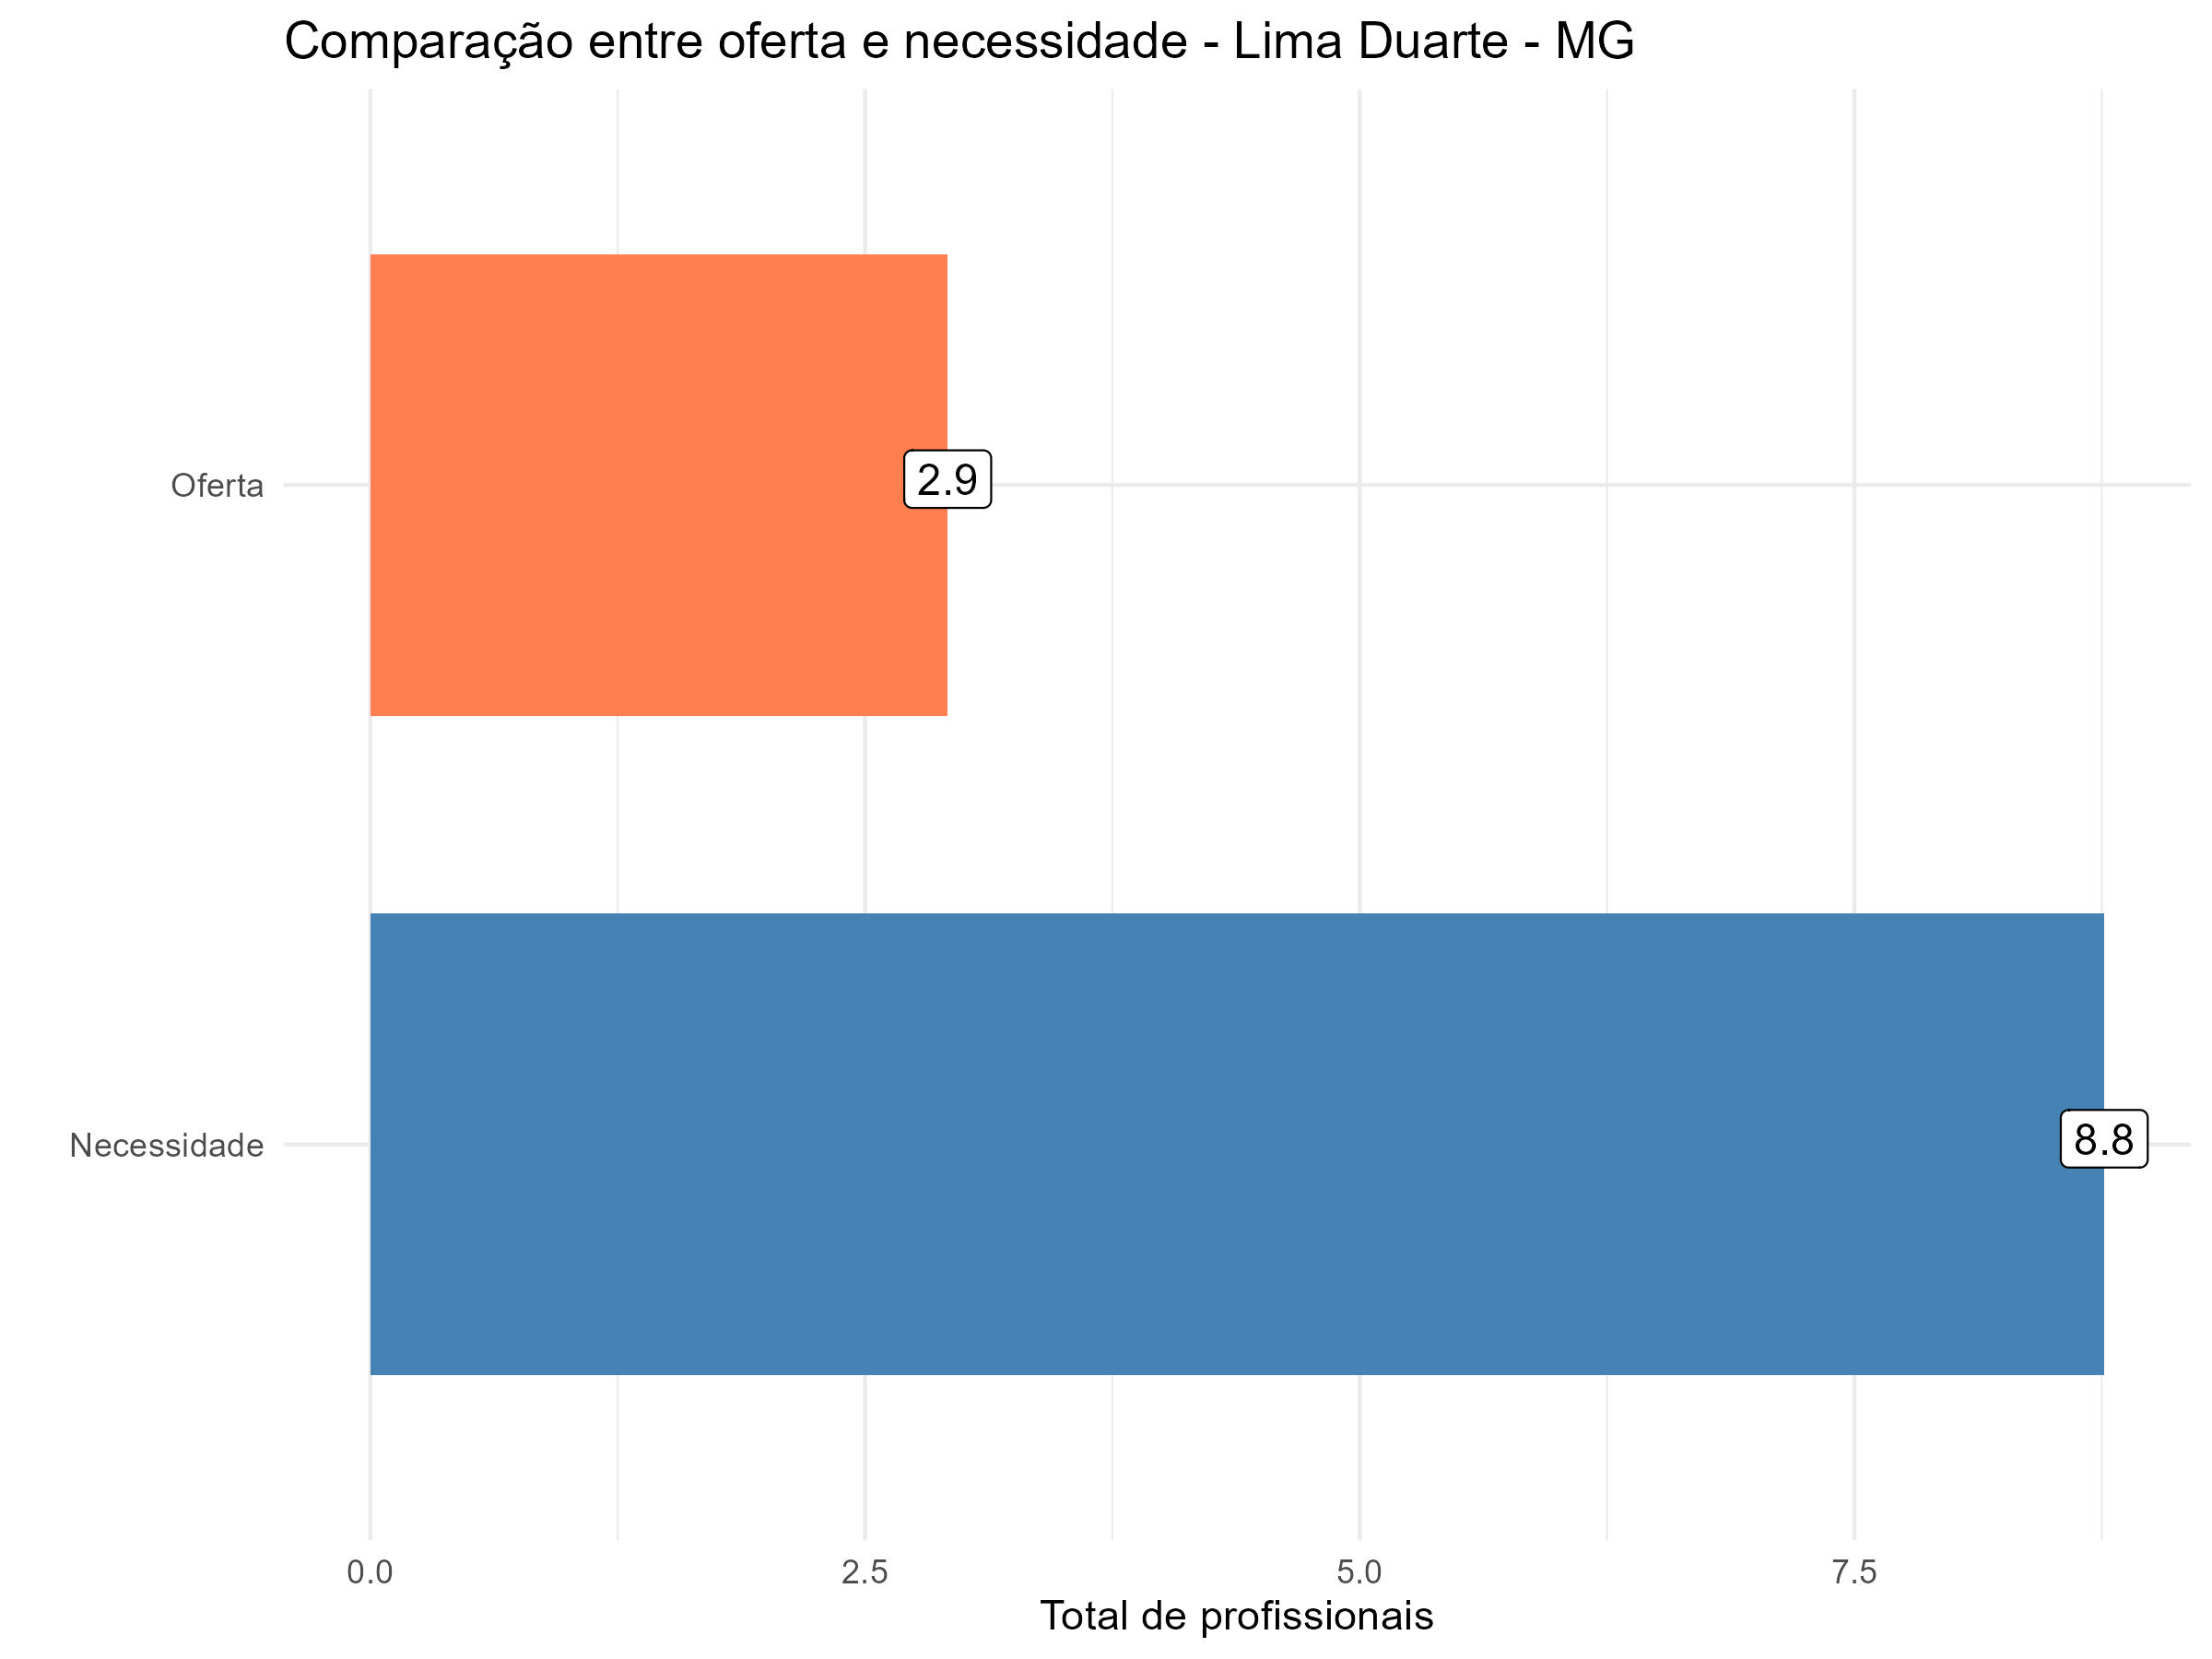 Comparação entre oferta e necessidade - Lima Duarte - MG
Oferta
2.9
Necessidade
8.8
0.0 2.5 5.0 7.5
Total de profissionais